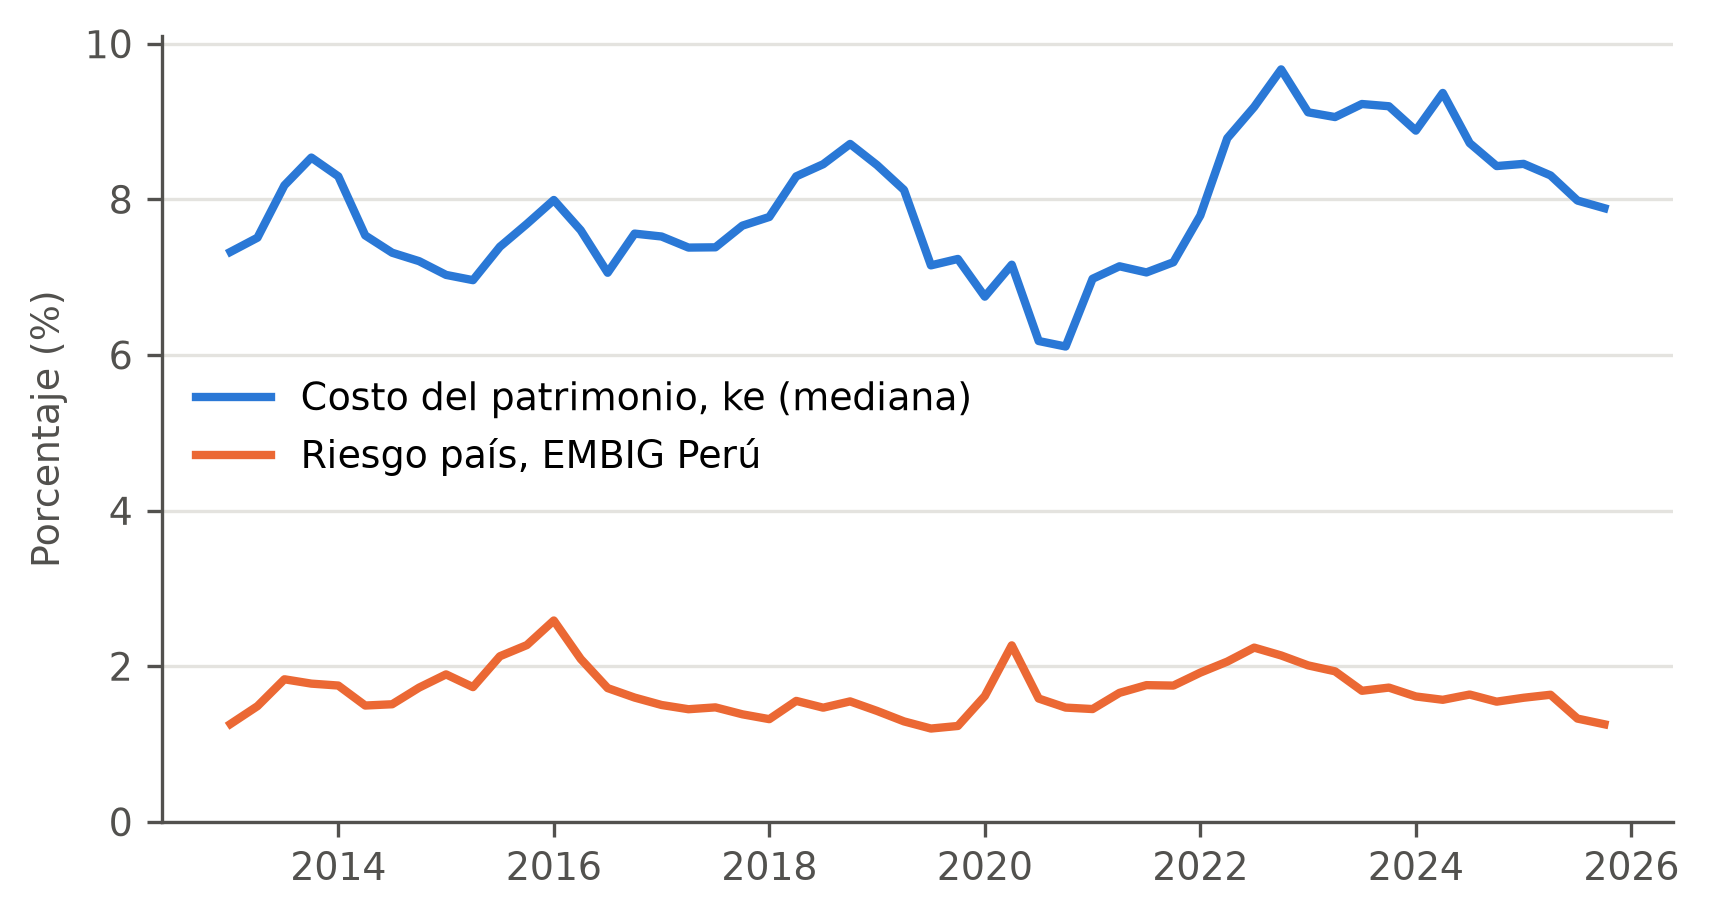 10
8
6
4
2
0
Porcentaje (%)
Costo del patrimonio, ke (mediana)
Riesgo país, EMBIG Perú
2014 2016 2018 2020 2022 2024 2026